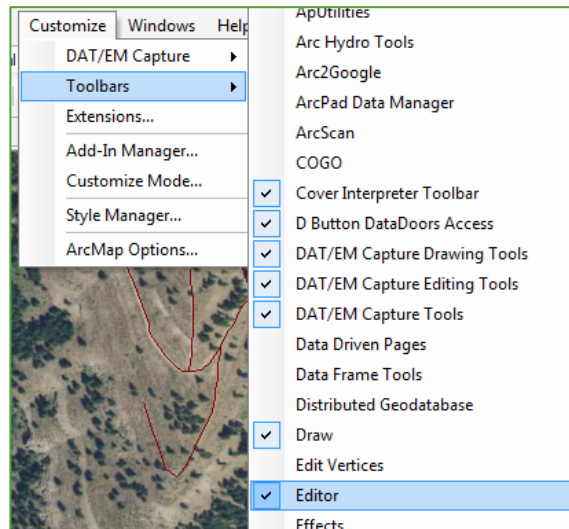 Customize Windows Help
DAT/EM Capture
Toolbars
Extensions...
Add-In Manager...
Customize Mode...
Style Manager...
ArcMap Options...
ApUtilities
Arc Hydro Tools
Arc2Google
ArcPad Data Manager
ArcScan
COGO
Cover Interpreter Toolbar
D Button DataDoors Access
DAT/EM Capture Drawing Tools
DAT/EM Capture Editing Tools
DAT/EM Capture Tools
Data Driven Pages
Data Frame Tools
Distributed Geodatabase
Draw
Edit Vertices
Editor
Effects